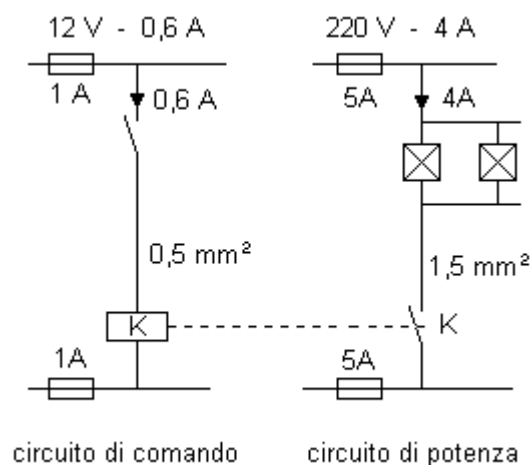 12 V - 0,6 A
220 V - 4 A
1 A
0,6 A
5A
4A
0,5 mm²
1,5 mm²
K
K
1A
5A
circuito di comando
circuito di potenza